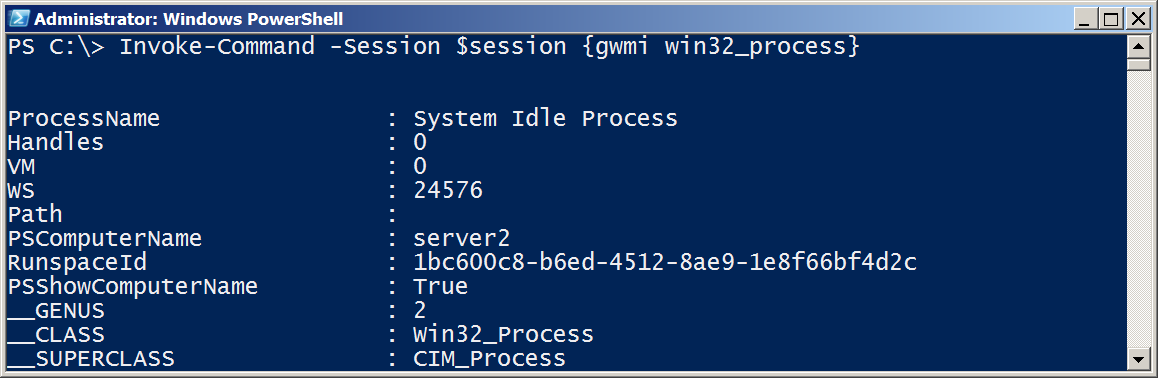 Administrator: Windows PowerShell
PS C:\> Invoke-Command -Session $session {gwmi win32_process}
ProcessName : System Idle Process
Handles : 0
VM : 0
WS : 24576
Path :
PSComputerName : server2
RunspaceId : 1bc600c8-b6ed-4512-8ae9-1e8f66bf4d2c
PSShowComputerName : True
__GENUS : 2
__CLASS : Win32_Process
__SUPERCLASS : CIM_Process